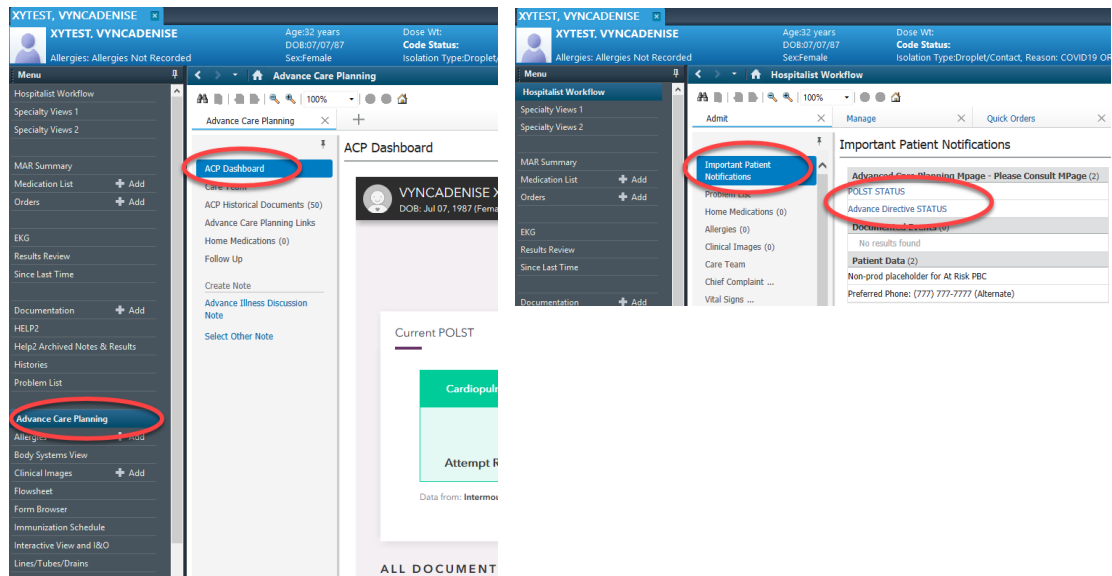 XYTEST, VYNCADENISE
XYTEST, VYNCADENISE
Allergies: Allergies Not Recorded
Age:32 years
DOB:07/07/87
Sex:Female
Dose Wt:
Code Status:
Isolation Type:Droplet/
Menu
Hospitalist Workflow
Specialty Views 1
Specialty Views 2
MAR Summary
Medication List Add
Orders Add
EKG
Results Review
Since Last Time
Documentation Add
HELP2
Help2 Archived Notes & Results
Histories
Problem List
Advance Care Planning
Allergies Add
Body Systems View
Clinical Images Add
Flowsheet
Form Browser
Immunization Schedule
Interactive View and I&O
Lines/Tubes/Drains
Advance Care Planning
100%
Advance Care Planning
ACP Dashboard
Care Team
ACP Historical Documents (50)
Advance Care Planning Links
Home Medications (0)
Follow Up
Create Note
Advance Illness Discussion
Note
Select Other Note
ACP Dashboard
VYNCADENISE X
DOB: Jul 07, 1987 (Fema
Current POLST
Cardiopuln
Attempt R
Data from: Intermou
ALL DOCUMENT
XYTEST, VYNCADENISE
XYTEST, VYNCADENISE
Allergies: Allergies Not Recorded
Age:32 years
DOB:07/07/87
Sex:Female
Dose Wt:
Code Status:
Isolation Type:Droplet/Contact, Reason: COVID19 OR
Menu
Hospitalist Workflow
Specialty Views 1
Specialty Views 2
MAR Summary
Medication List Add
Orders Add
EKG
Results Review
Since Last Time
Documentation Add
Hospitalist Workflow
100%
Admit
Manage
Quick Orders
Important Patient
Notifications
Problem List
Home Medications (0)
Allergies (0)
Clinical Images (0)
Care Team
Chief Complaint ...
Vital Signs ...
Important Patient Notifications
Advanced Care Planning Mpage - Please Consult MPage (2)
POLST STATUS
Advance Directive STATUS
Documented Events (0)
No results found
Patient Data (2)
Non-prod placeholder for At Risk PBC
Preferred Phone: (777) 777-7777 (Alternate)